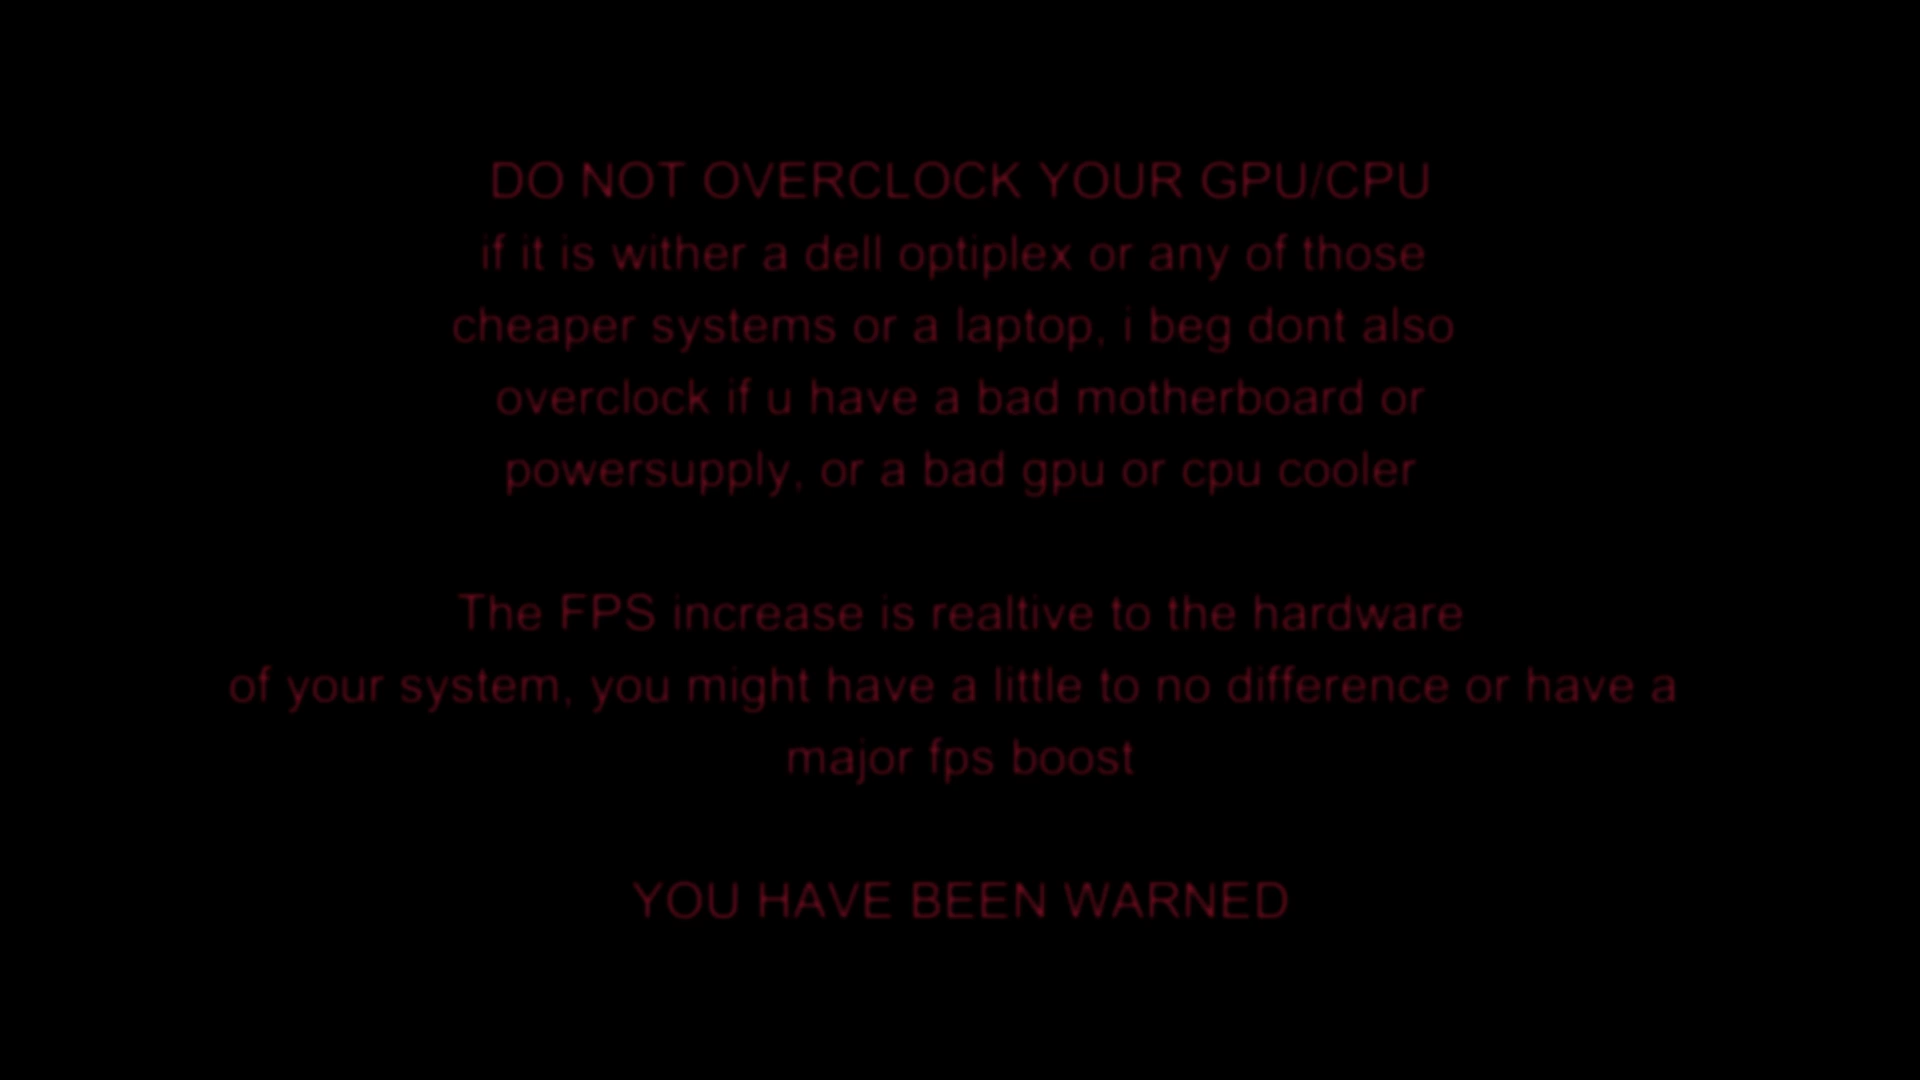 DO NOT OVERCLOCK YOUR GPU/CPU
if it is wither a dell optiplex or any of those
cheaper systems or a laptop, i beg dont also
overclock if u have a bad motherboard or
powersupply, or a bad gpu or cpu cooler
The FPS increase is realtive to the hardware
of your system, you might have a little to no difference or have a
major fps boost
YOU HAVE BEEN WARNED